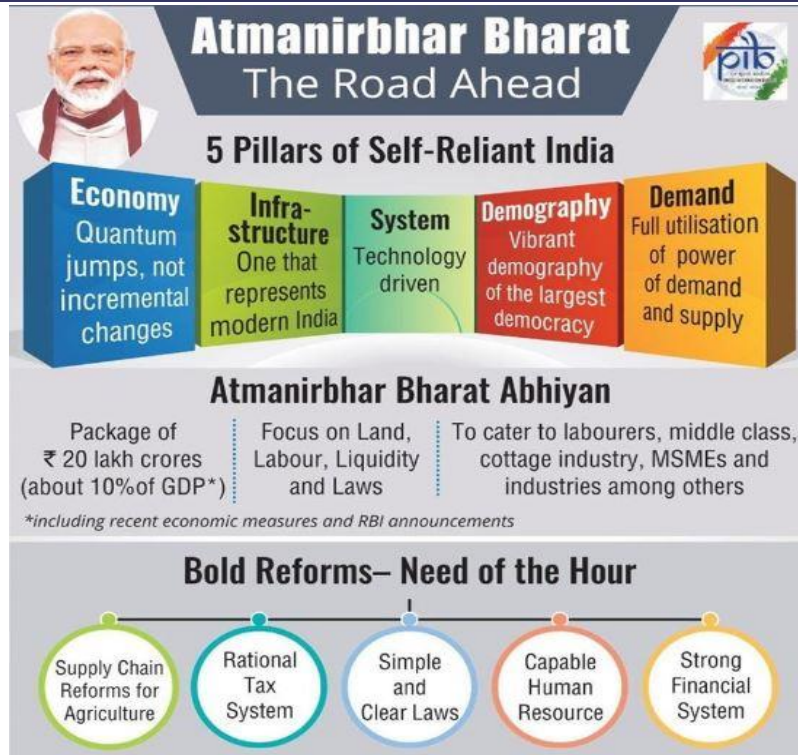 Atmanirbhar Bharat
The Road Ahead
pib
5 Pillars of Self-Reliant India
Economy
Quantum
jumps, not
incremental
changes
Infra-
structure
One that
represents
modern India
System
Technology
driven
Demography
Vibrant
demography
of the largest
democracy
Demand
Full utilisation
of power
of demand
and supply
Atmanirbhar Bharat Abhiyan
Package of
₹ 20 lakh crores
(about 10%of GDP*)
Focus on Land,
Labour, Liquidity
and Laws
To cater to labourers, middle class,
cottage industry, MSMEs and
industries among others
*including recent economic measures and RBI announcements
Bold Reforms– Need of the Hour
Supply Chain
Reforms for
Agriculture
Rational
Tax
System
Simple
and
Clear Laws
Capable
Human
Resource
Strong
Financial
System